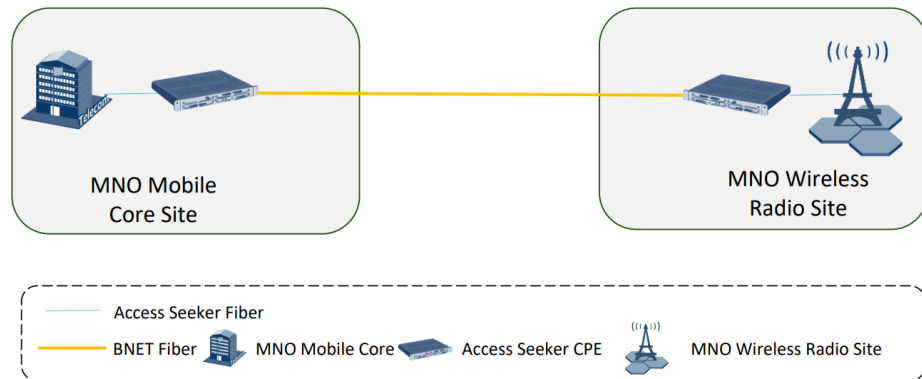 Telecom
MNO Mobile
Core Site
MNO Wireless
Radio Site
Access Seeker Fiber
BNET Fiber
MNO Mobile Core
Access Seeker CPE
MNO Wireless Radio Site